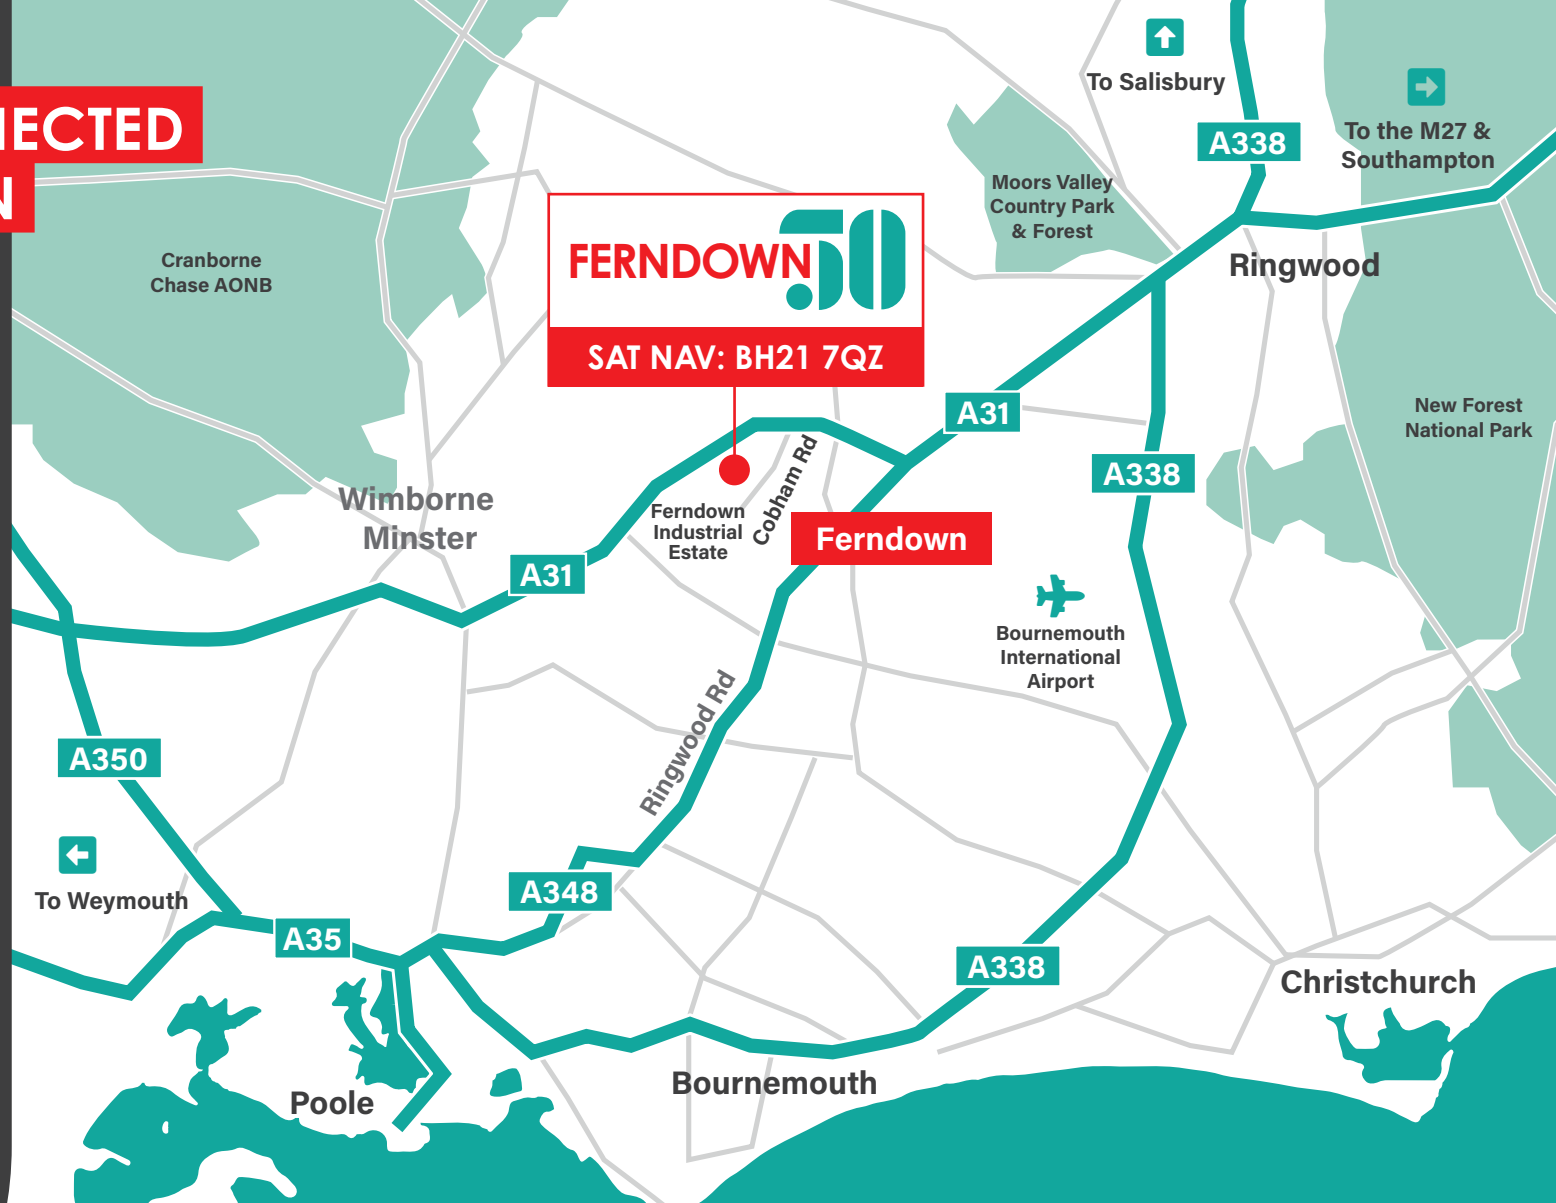 To Salisbury
A338
To the M27 &
Southampton
NECTED
N
Cranborne
Chase AONB
FERNDOWN 50
SAT NAV: BH21 7QZ
Moors Valley
Country Park
& Forest
Ringwood
A31
New Forest
National Park
A338
Wimborne
Minster
Cobham Rd
Ferndown
Industrial
Estate
Ferndown
A31
Bournemouth
International
Airport
Ringwood Rd
A350
To Weymouth
A348
A35
A338
Christchurch
Bournemouth
Poole